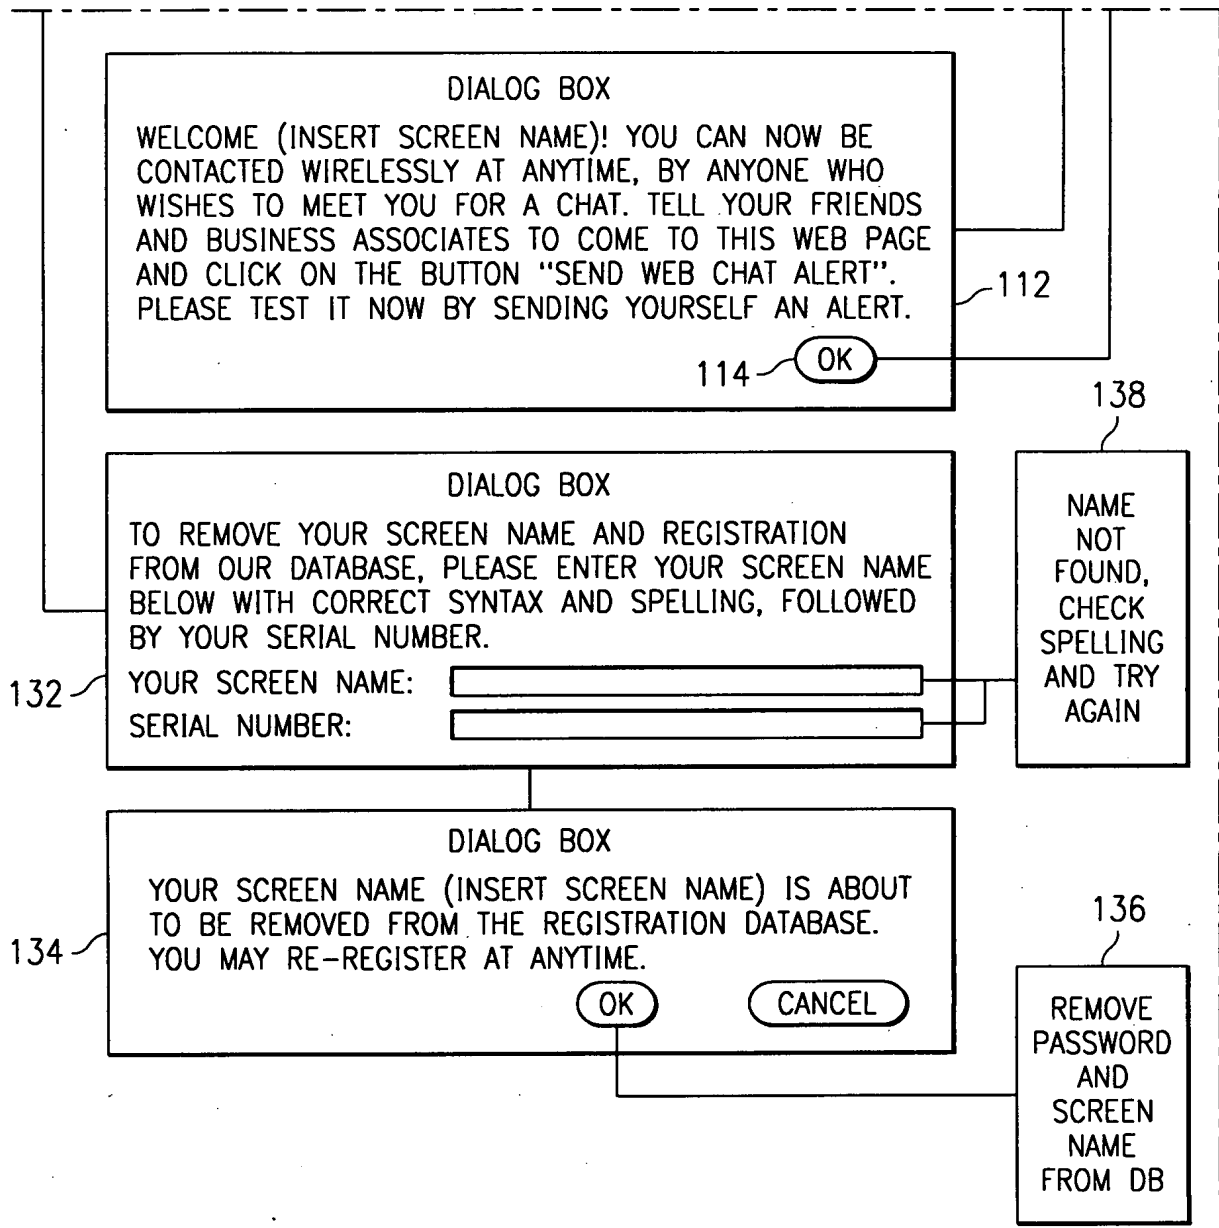 DIALOG BOX
WELCOME (INSERT SCREEN NAME)! YOU CAN NOW BE
CONTACTED WIRELESSLY AT ANYTIME, BY ANYONE WHO
WISHES TO MEET YOU FOR A CHAT. TELL YOUR FRIENDS
AND BUSINESS ASSOCIATES TO COME TO THIS WEB PAGE
AND CLICK ON THE BUTTON "SEND WEB CHAT ALERT".
PLEASE TEST IT NOW BY SENDING YOURSELF AN ALERT.
112
114
OK
138
DIALOG BOX
TO REMOVE YOUR SCREEN NAME AND REGISTRATION
FROM OUR DATABASE, PLEASE ENTER YOUR SCREEN NAME
BELOW WITH CORRECT SYNTAX AND SPELLING, FOLLOWED
BY YOUR SERIAL NUMBER.
132
YOUR SCREEN NAME:
SERIAL NUMBER:
NAME
NOT
FOUND,
CHECK
SPELLING
AND TRY
AGAIN
DIALOG BOX
YOUR SCREEN NAME (INSERT SCREEN NAME) IS ABOUT
TO BE REMOVED FROM THE REGISTRATION DATABASE.
YOU MAY RE-REGISTER AT ANYTIME.
134
OK
CANCEL
136
REMOVE
PASSWORD
AND
SCREEN
NAME
FROM DB